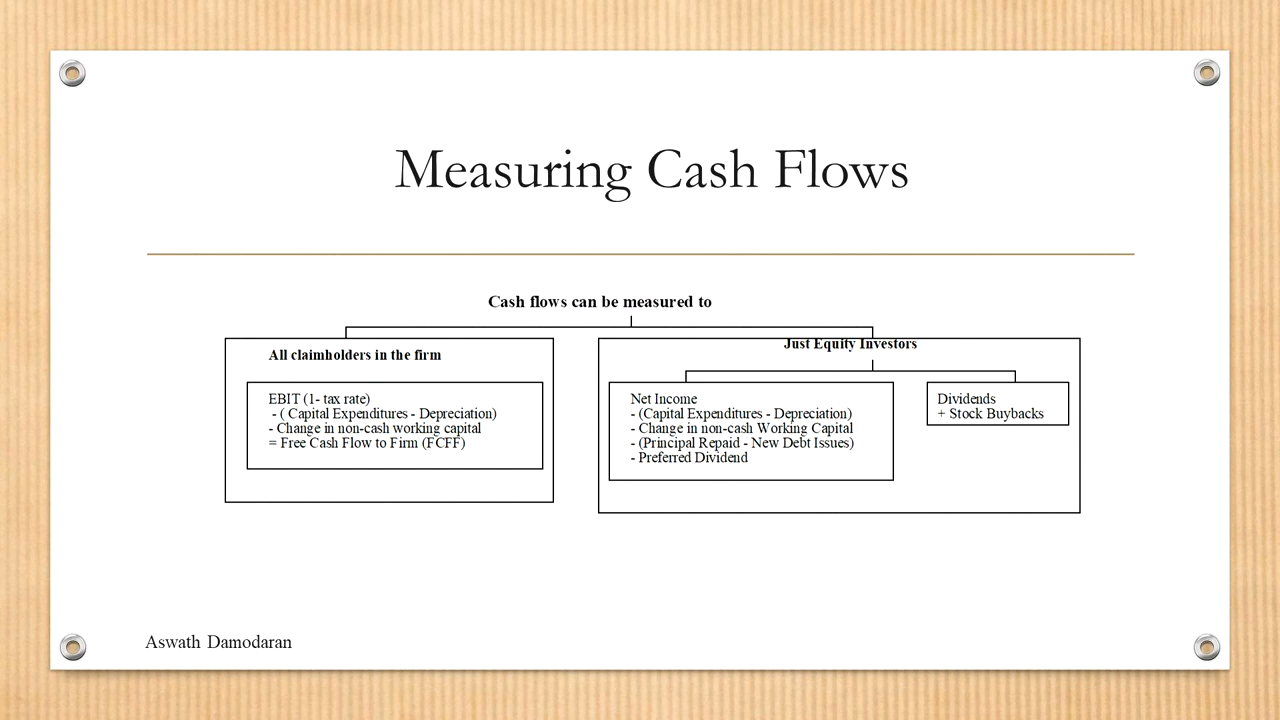 Measuring Cash Flows
Cash flows can be measured to
All claimholders in the firm
EBIT (1- tax rate)
- ( Capital Expenditures - Depreciation)
- Change in non-cash working capital
= Free Cash Flow to Firm (FCFF)
Just Equity Investors
Net Income
- (Capital Expenditures - Depreciation)
- Change in non-cash Working Capital
- (Principal Repaid - New Debt Issues)
- Preferred Dividend
Dividends
+ Stock Buybacks
Aswath Damodaran